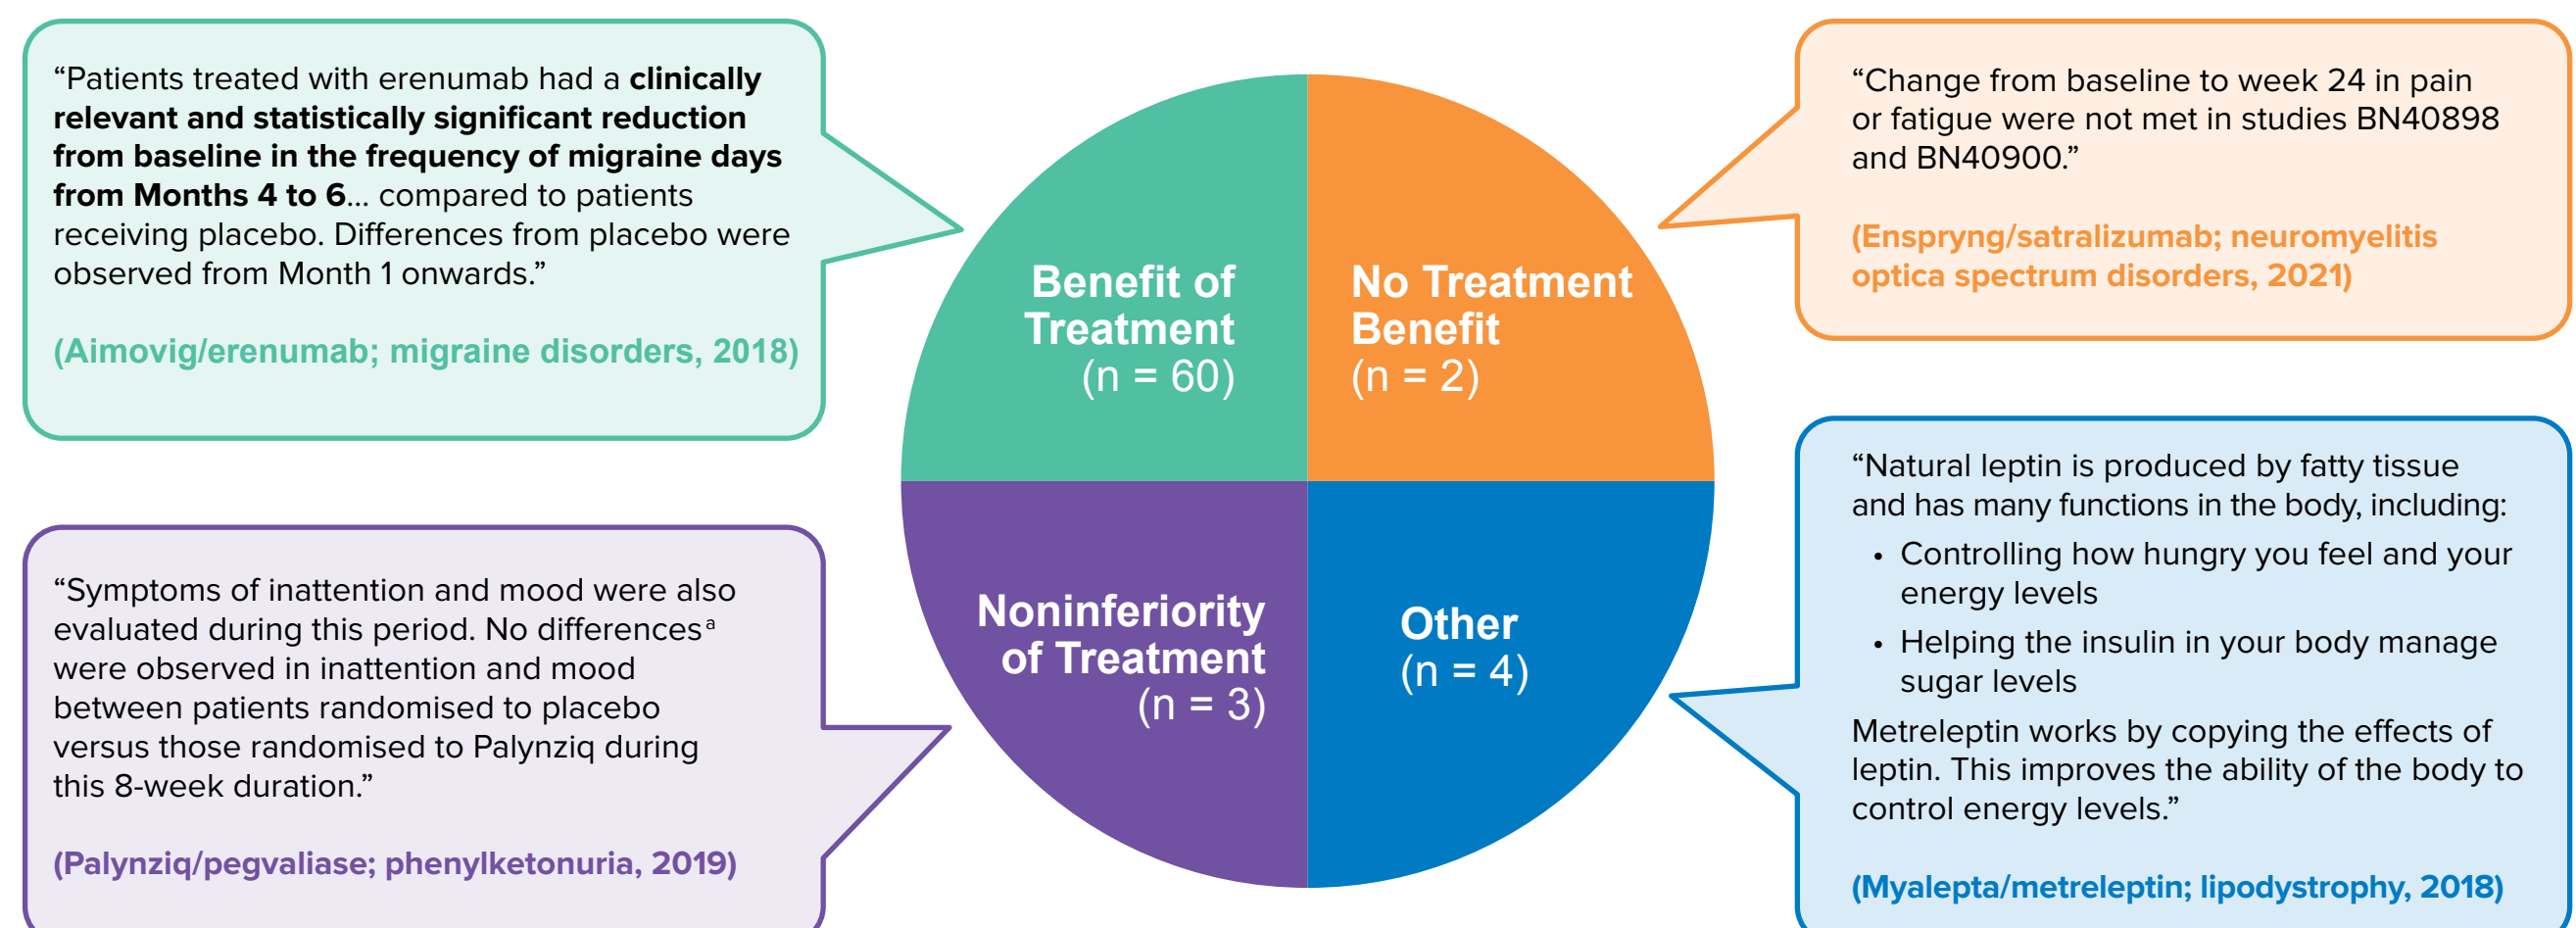 “Patients treated with erenumab had a clinically
relevant and statistically significant reduction
from baseline in the frequency of migraine days
from Months 4 to 6... compared to patients
receiving placebo. Differences from placebo were
observed from Month 1 onwards.”
(Aimovig/erenumab; migraine disorders, 2018)
“Symptoms of inattention and mood were also
evaluated during this period. No differences a
were observed in inattention and mood
between patients randomised to placebo
versus those randomised to Palynziq during
this 8-week duration.”
(Palynziq/pegvaliase; phenylketonuria, 2019)
Benefit of
Treatment
(n = 60)
No Treatment
Benefit
(n = 2)
Noninferiority
of Treatment
(n = 3)
Other
(n = 4)
“Change from baseline to week 24 in pain
or fatigue were not met in studies BN40898
and BN40900.”
(Enspryng/satralizumab; neuromyelitis
optica spectrum disorders, 2021)
“Natural leptin is produced by fatty tissue
and has many functions in the body, including:
• Controlling how hungry you feel and your
energy levels
• Helping the insulin in your body manage
sugar levels
Metreleptin works by copying the effects of
leptin. This improves the ability of the body to
control energy levels.”
(Myalepta/metreleptin; lipodystrophy, 2018)